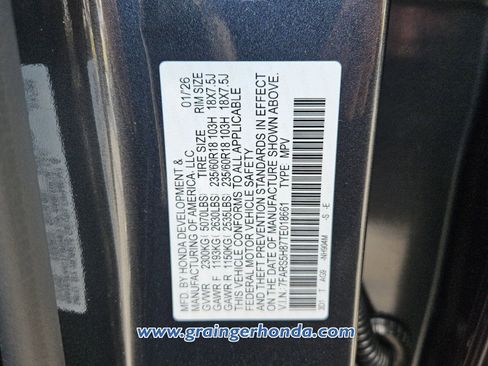 MFD BY HONDA DEVELOPMENT &
MANUFACTURING OF AMERICA, LLC 01/26
TIRE SIZE RIM SIZE
GVWR 2300KG (5070LBS)
GAWR F 1193KG (2630LBS) 235/60R18 103H 18X7.5J
GAWR R 1150KG (2535LBS) 235/60R18 103H 18X7.5J
THIS VEHICLE CONFORMS TO ALL APPLICABLE
FEDERAL MOTOR VEHICLE SAFETY
AND THEFT PREVENTION STANDARDS IN EFFECT
ON THE DATE OF MANUFACTURE SHOWN ABOVE.
V.I.N.: 7FARS5H87TE018661 TYPE MPV
-NH904M -S -E
www.graingerhonda.com